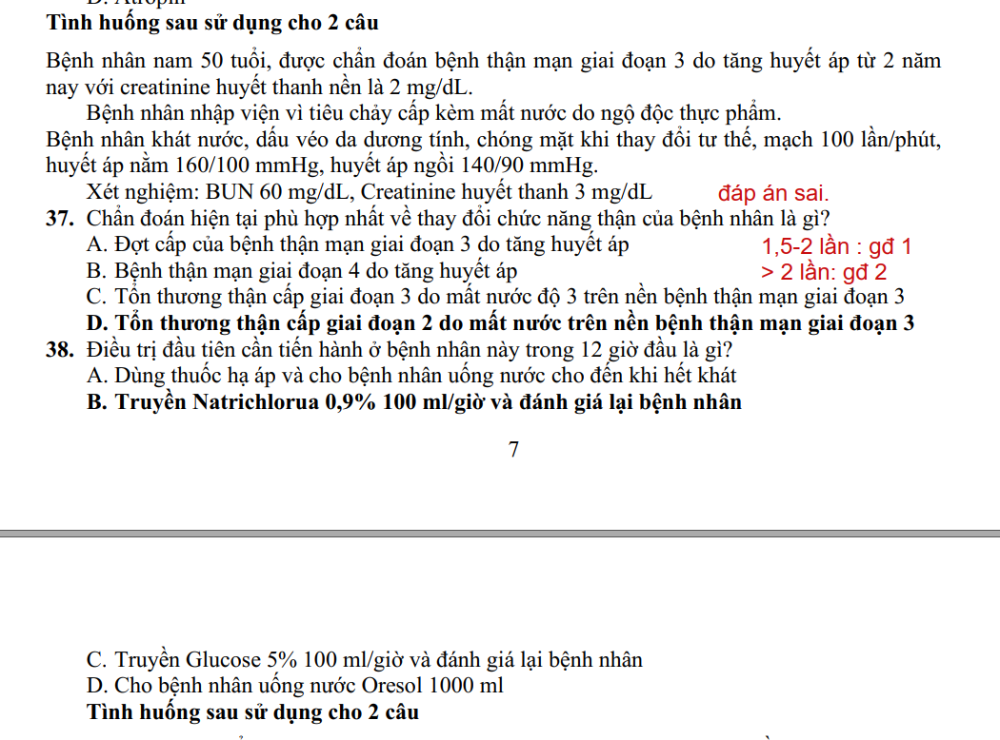 D. Atropin
Tình huống sau sử dụng cho 2 câu
Bệnh nhân nam 50 tuổi, được chẩn đoán bệnh thận mạn giai đoạn 3 do tăng huyết áp từ 2 năm
nay với creatinine huyết thanh nền là 2 mg/dL.
Bệnh nhân nhập viện vì tiêu chảy cấp kèm mất nước do ngộ độc thực phẩm.
Bệnh nhân khát nước, dấu véo da dương tính, chóng mặt khi thay đổi tư thế, mạch 100 lần/phút,
huyết áp nằm 160/100 mmHg, huyết áp ngồi 140/90 mmHg.
Xét nghiệm: BUN 60 mg/dL, Creatinine huyết thanh 3 mg/dL đáp án sai.
37. Chẩn đoán hiện tại phù hợp nhất về thay đổi chức năng thận của bệnh nhân là gì?
A. Đợt cấp của bệnh thận mạn giai đoạn 3 do tăng huyết áp 1,5-2 lần : gđ 1
B. Bệnh thận mạn giai đoạn 4 do tăng huyết áp > 2 lần: gđ 2
C. Tổn thương thận cấp giai đoạn 3 do mất nước độ 3 trên nền bệnh thận mạn giai đoạn 3
D. Tổn thương thận cấp giai đoạn 2 do mất nước trên nền bệnh thận mạn giai đoạn 3
38. Điều trị đầu tiên cần tiến hành ở bệnh nhân này trong 12 giờ đầu là gì?
A. Dùng thuốc hạ áp và cho bệnh nhân uống nước cho đến khi hết khát
B. Truyền Natrichlorua 0,9% 100 ml/giờ và đánh giá lại bệnh nhân
7
C. Truyền Glucose 5% 100 ml/giờ và đánh giá lại bệnh nhân
D. Cho bệnh nhân uống nước Oresol 1000 ml
Tình huống sau sử dụng cho 2 câu